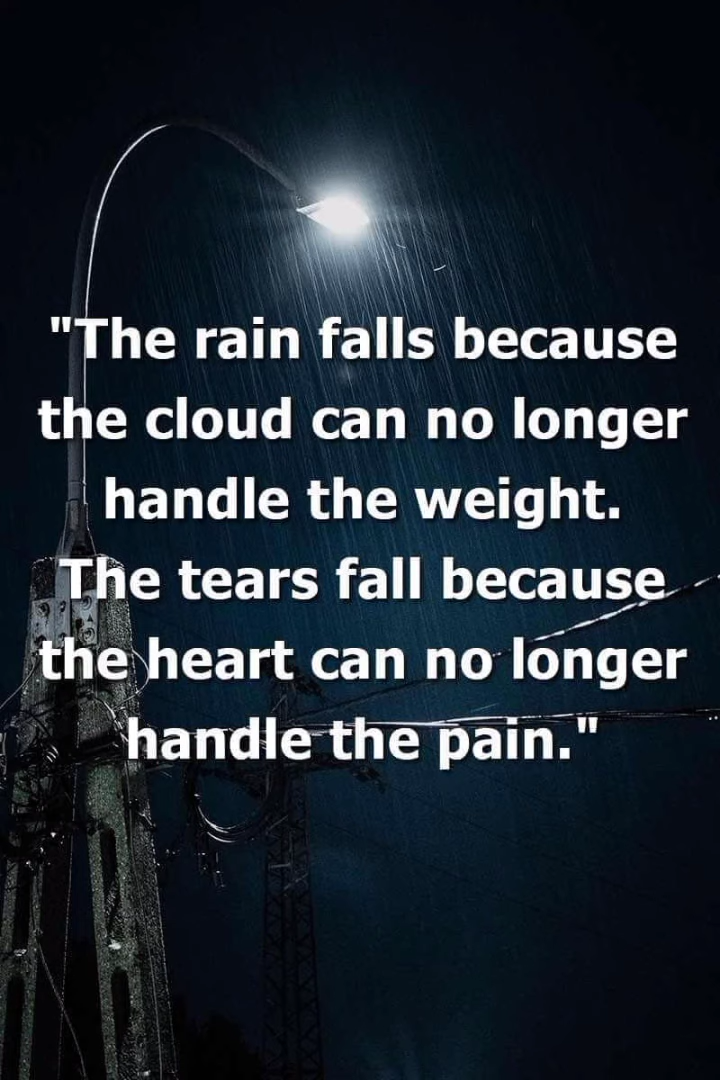 "The rain falls because
the cloud can no longer
handle the weight.
The tears fall because
the heart can no longer
handle the pain."